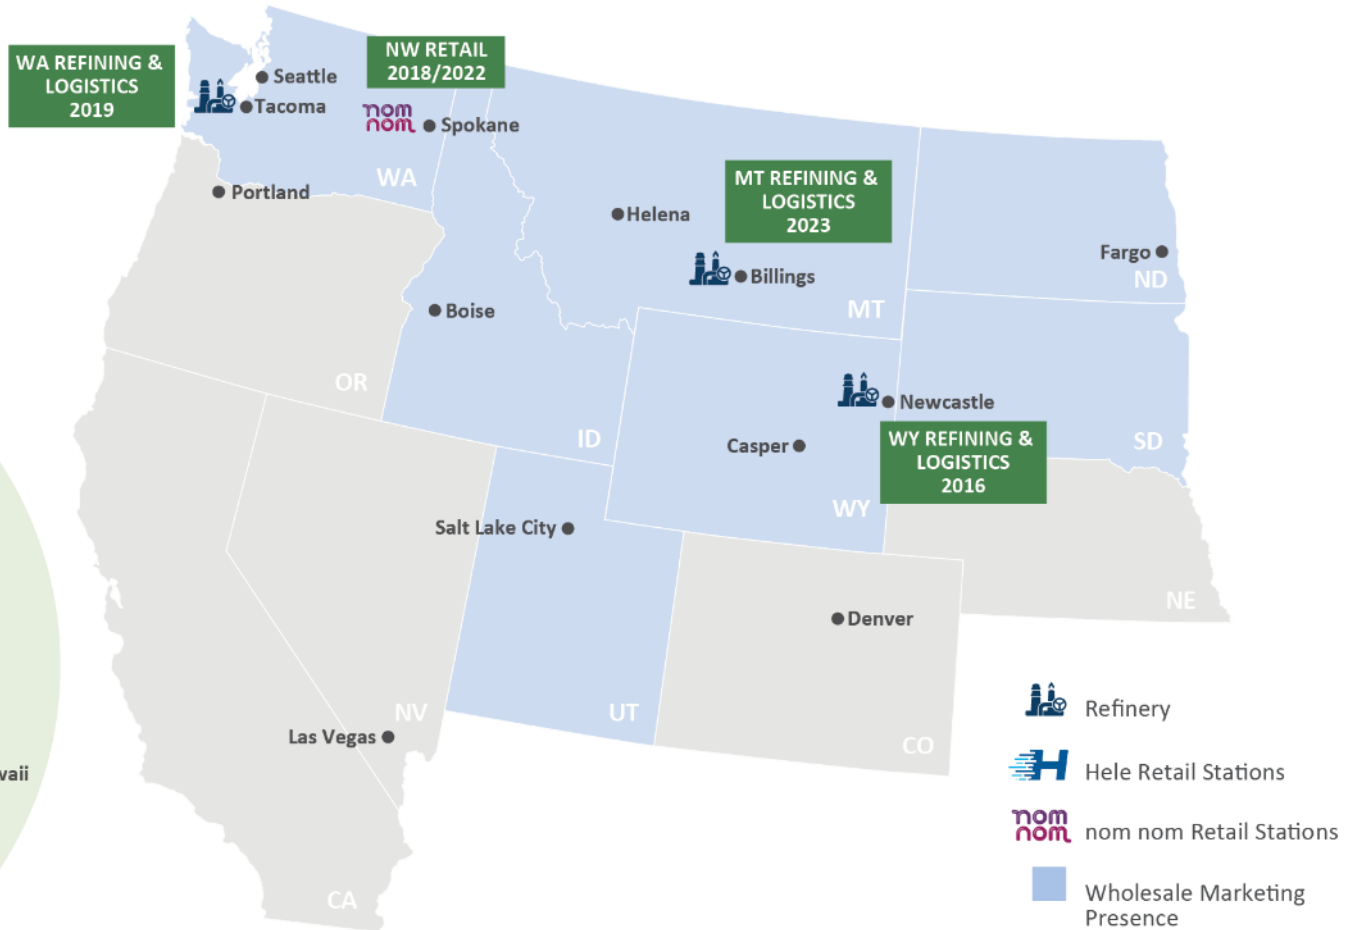 WA REFINING &
LOGISTICS
2019
NW RETAIL
2018/2022
Seattle
Tacoma
nom
nom
Spokane
WA
Portland
MT REFINING &
LOGISTICS
2023
Helena
Billings
MT
Fargo
ND
Boise
OR
ID
Newcastle
Casper
WY REFINING &
LOGISTICS
2016
SD
WY
Salt Lake City
NE
Denver
UT
NV
CO
Las Vegas
waii
CA
Refinery
H
Hele Retail Stations
nom
nom
nom nom Retail Stations
Wholesale Marketing
Presence